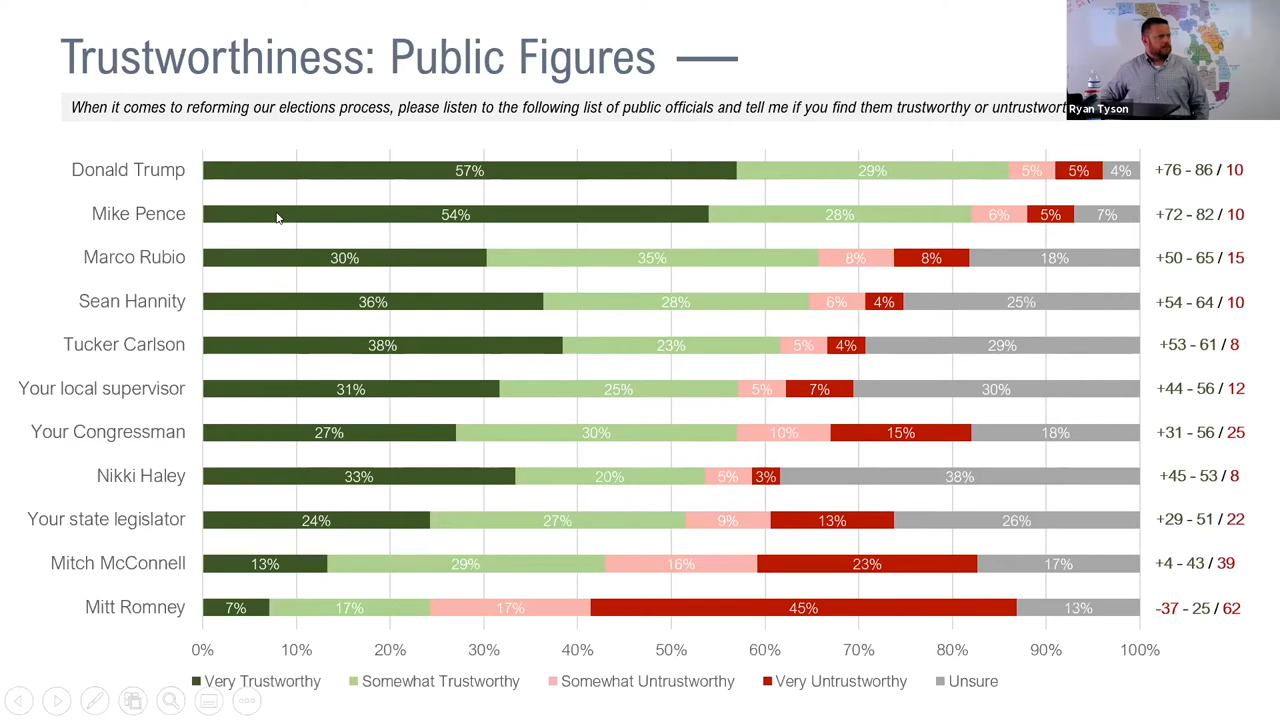 Trustworthiness: Public Figures
When it comes to reforming our elections process, please listen to the following list of public officials and tell me if you find them trustworthy or untrustwort
Ryan Tyson
Donald Trump 57% 29% 5% 5% 4% +76 - 86 / 10
Mike Pence 54% 28% 6% 5% 7% +72 - 82 / 10
Marco Rubio 30% 35% 8% 8% 18% +50 - 65 / 15
Sean Hannity 36% 28% 6% 4% 25% +54 - 64 / 10
Tucker Carlson 38% 23% 5% 4% 29% +53 - 61 / 8
Your local supervisor 31% 25% 5% 7% 30% +44 - 56 / 12
Your Congressman 27% 30% 10% 15% 18% +31 - 56 / 25
Nikki Haley 33% 20% 5% 3% 38% +45 - 53 / 8
Your state legislator 24% 27% 9% 13% 26% +29 - 51 / 22
Mitch McConnell 13% 29% 16% 23% 17% +4 - 43 / 39
Mitt Romney 7% 17% 17% 45% 13% -37 - 25 / 62
0% 10% 20% 30% 40% 50% 60% 70% 80% 90% 100%
Very Trustworthy Somewhat Trustworthy Somewhat Untrustworthy Very Untrustworthy Unsure